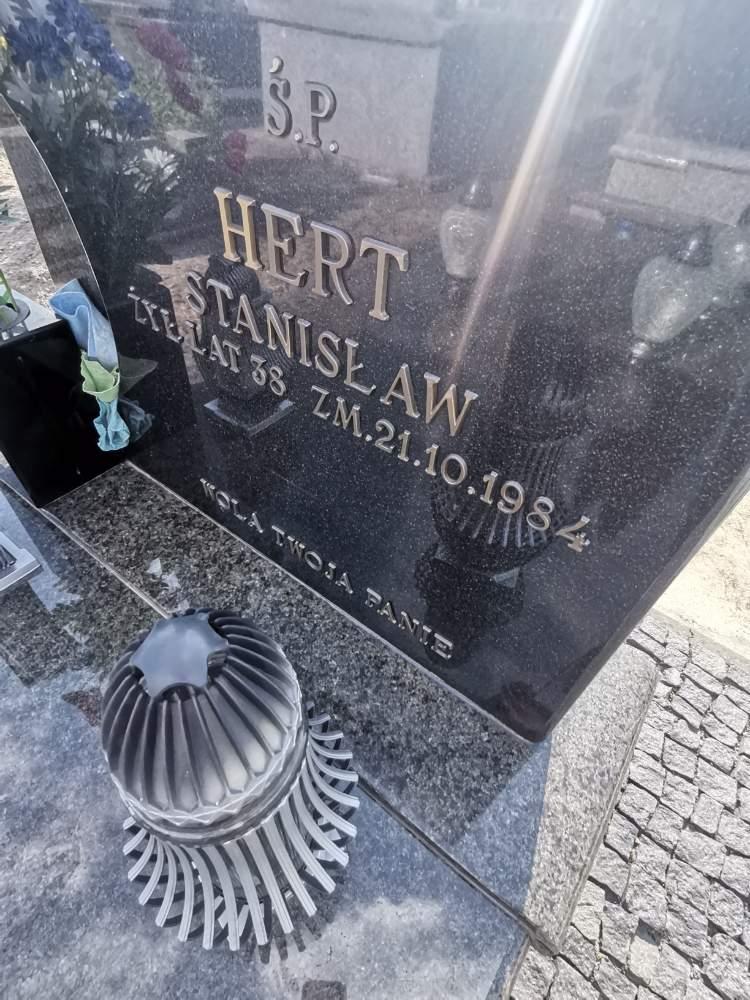 Ś.P.
HERT
STANISŁAW
ŻYŁ LAT 38 ZM.21.10.1984
WOLA TWOJA PANIE